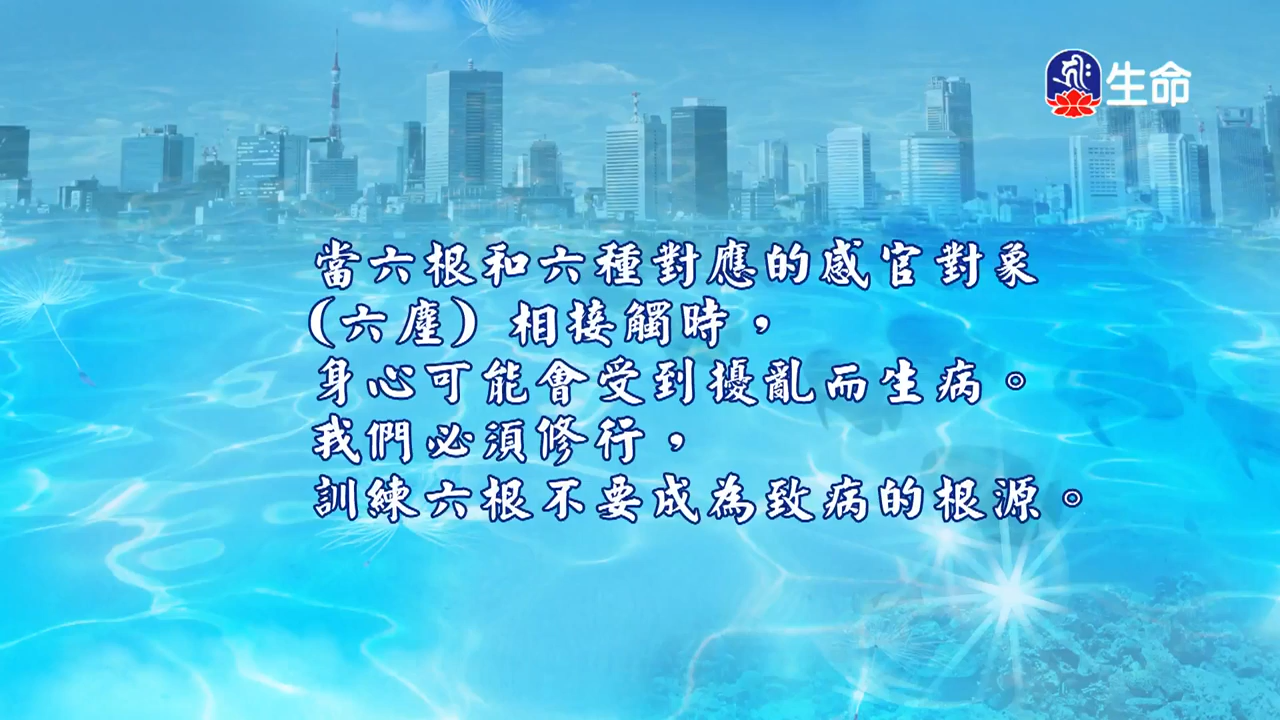 生命
當六根和六種對應的感官對象
(六塵) 相接觸時，
身心可能會受到擾亂而生病。
我們必須修行，
訓練六根不要成為致病的根源。